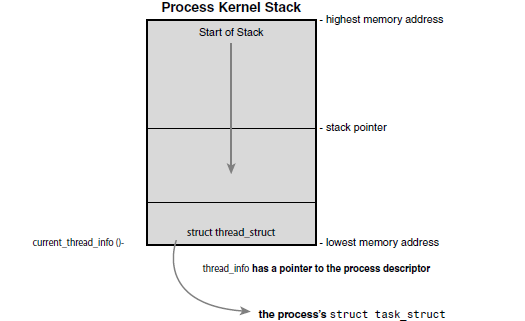 Process Kernel Stack
- highest memory address
Start of Stack
- stack pointer
struct thread_struct
current_thread_info ()-
- lowest memory address
thread_info has a pointer to the process descriptor
the process's struct task_struct